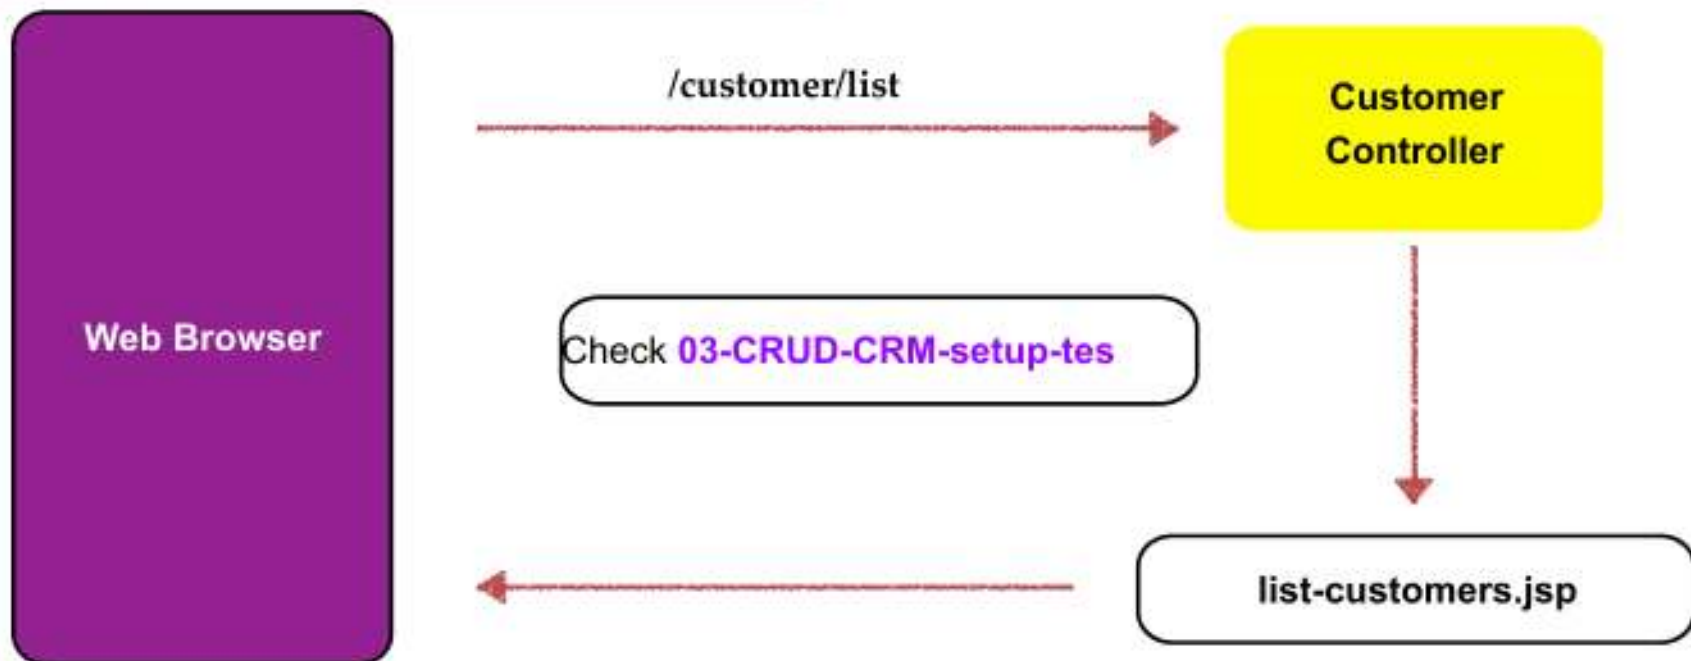 /customer/list
Customer
Controller
Web Browser
Check 03-CRUD-CRM-setup-tes
list-customers.jsp